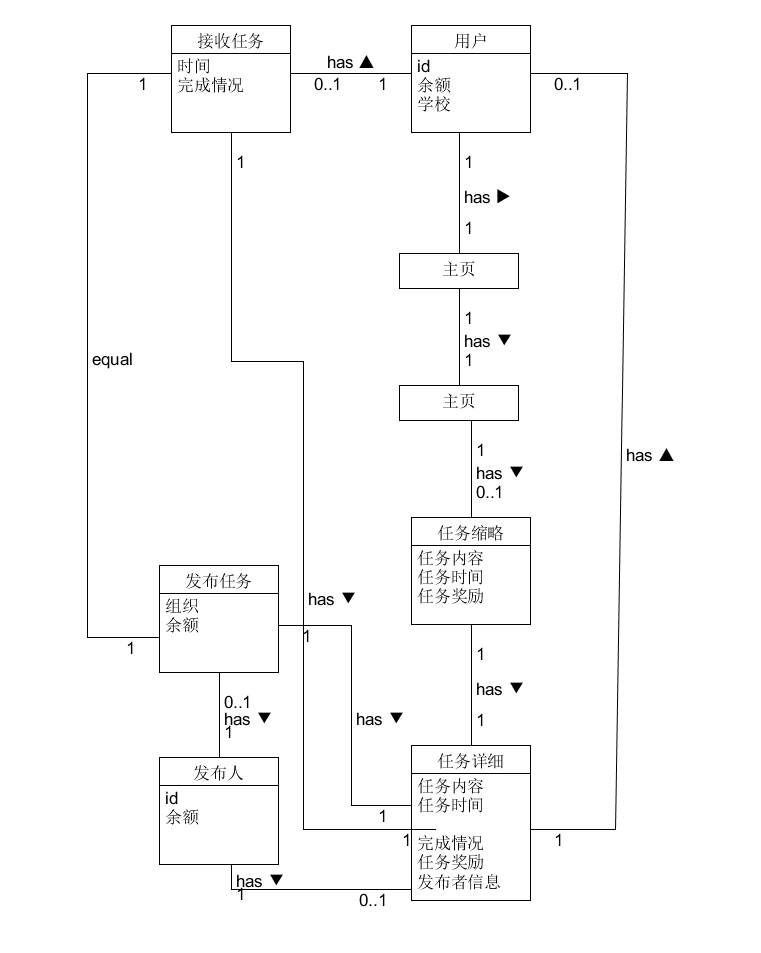 接收任务
时间
完成情况
has ▲
0..1
1
用户
id
余额
学校
1
0..1
1
1
has ▶
1
主页
1
has ▼
1
主页
equal
1
has ▼
0..1
has ▲
任务缩略
任务内容
任务时间
任务奖励
发布任务
组织
余额
has ▼
1
1
1
has ▼
1
0..1
has ▼
1
has ▼
发布人
id
余额
任务详细
任务内容
任务时间
完成情况
任务奖励
发布者信息
1
1
1
has ▼
1
0..1